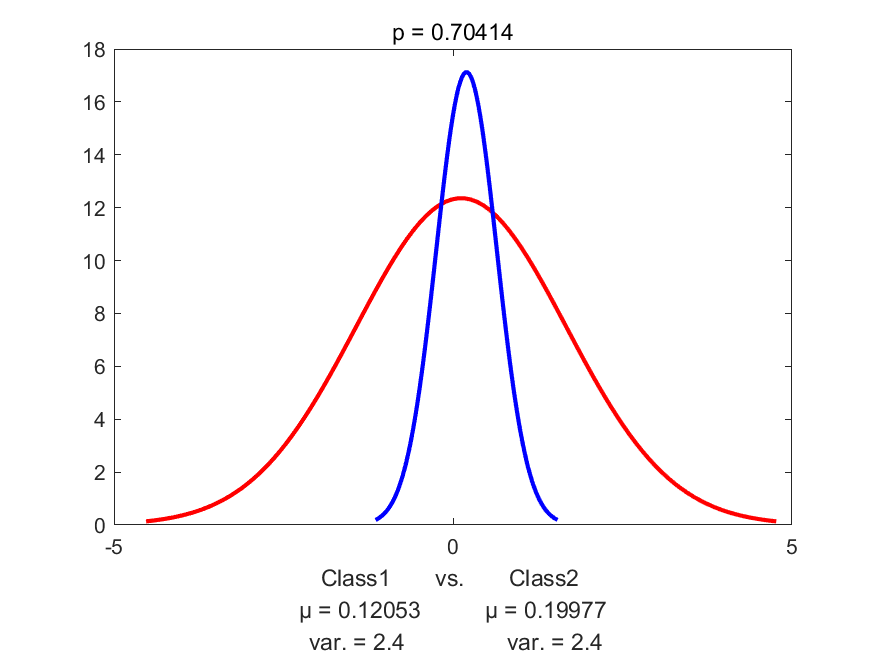 p = 0.70414
18
16
14
12
10
8
6
4
2
0
-5 0 5
Class1 vs. Class2
μ = 0.12053 μ = 0.19977
var. = 2.4 var. = 2.4